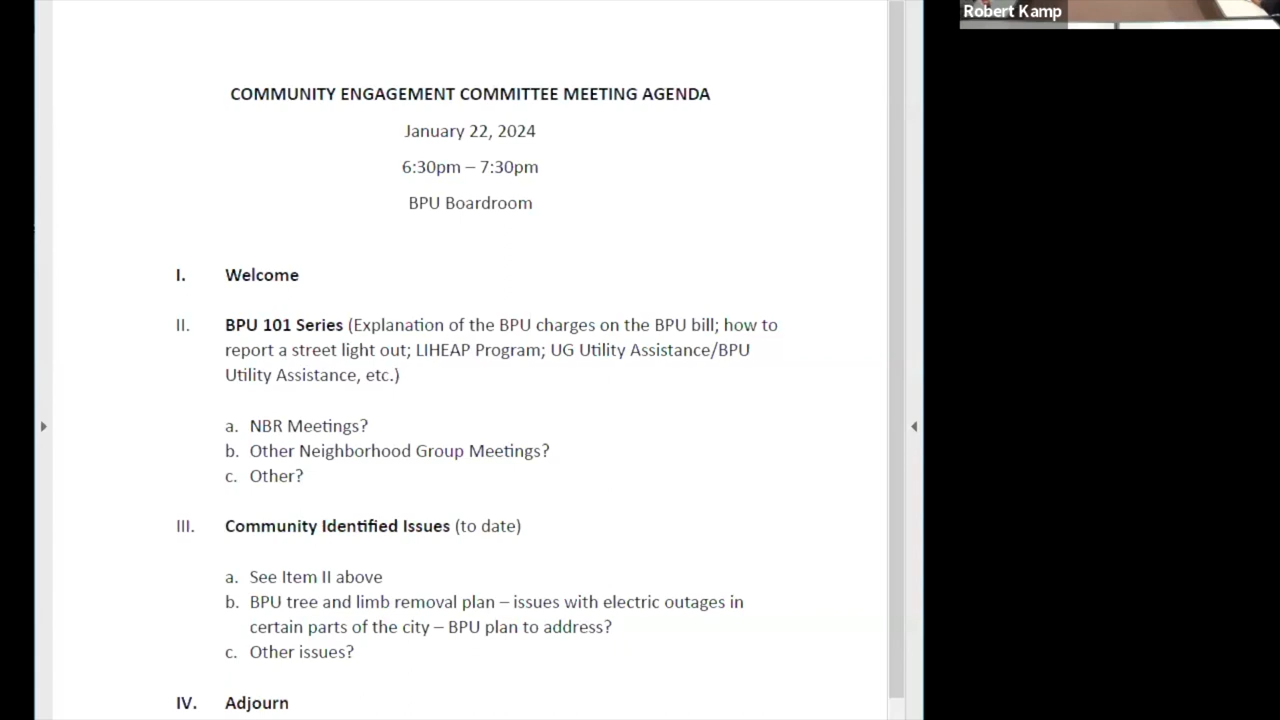 Robert Kamp
COMMUNITY ENGAGEMENT COMMITTEE MEETING AGENDA
January 22, 2024
6:30pm – 7:30pm
BPU Boardroom
I. Welcome
II. BPU 101 Series (Explanation of the BPU charges on the BPU bill; how to
report a street light out; LIHEAP Program; UG Utility Assistance/BPU
Utility Assistance, etc.)
a. NBR Meetings?
b. Other Neighborhood Group Meetings?
c. Other?
III. Community Identified Issues (to date)
a. See Item II above
b. BPU tree and limb removal plan – issues with electric outages in
certain parts of the city – BPU plan to address?
c. Other issues?
IV. Adjourn